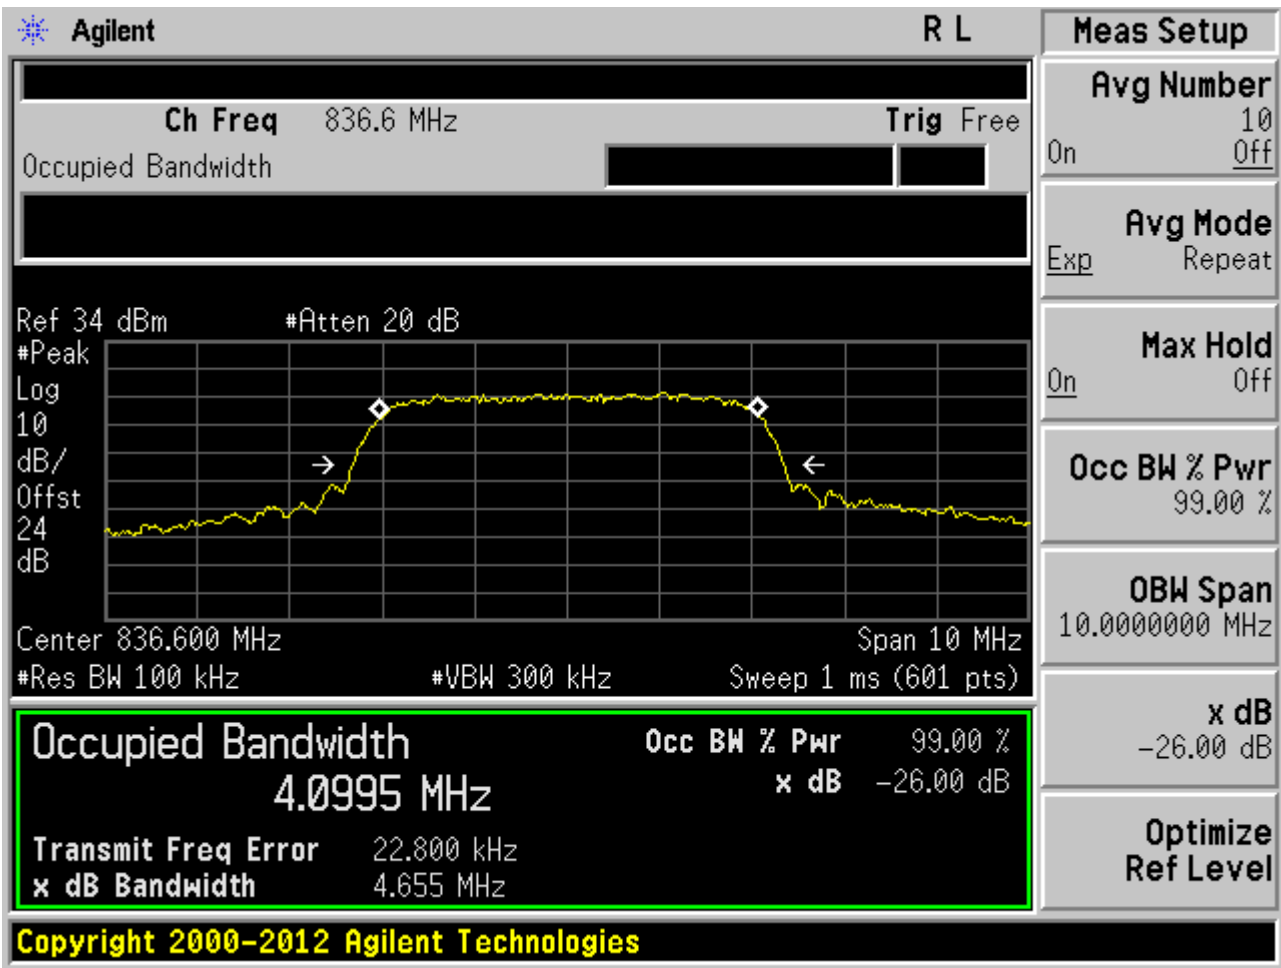 Agilent R L Meas Setup
Ch Freq 836.6 MHz Trig Free
Occupied Bandwidth
Ref 34 dBm #Atten 20 dB
#Peak
Log
10
dB/
Offst
24
dB
Center 836.600 MHz Span 10 MHz
#Res BW 100 kHz #VBW 300 kHz Sweep 1 ms (601 pts)
Occupied Bandwidth
4.0995 MHz
Occ BW % Pwr 99.00 %
x dB -26.00 dB
Transmit Freq Error 22.800 kHz
x dB Bandwidth 4.655 MHz
Avg Number
10
On Off
Avg Mode
Exp Repeat
Max Hold
On Off
Occ BW % Pwr
99.00 %
OBW Span
10.0000000 MHz
x dB
-26.00 dB
Optimize
Ref Level
Copyright 2000-2012 Agilent Technologies